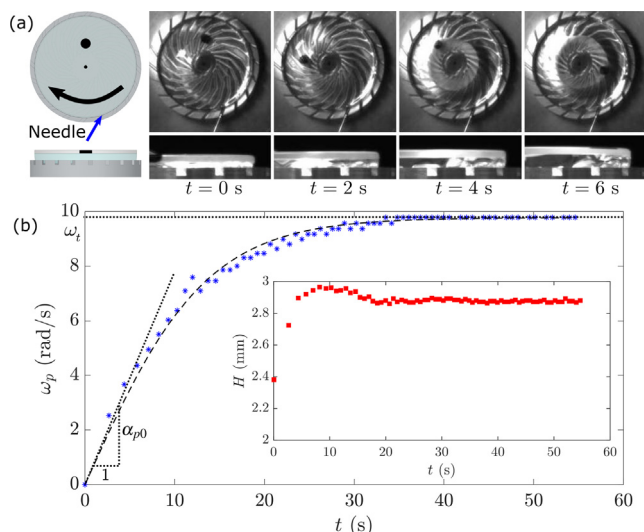 (a)
Needle
t = 0 s
t = 2 s
t = 4 s
t = 6 s
(b)
10
ω_t
8
6
4
2
0
ω_p (rad/s)
α_{p0}
1
0
10
20
30
40
50
60
t (s)
3
2.8
2.6
2.4
2.2
2
H (mm)
0
10
20
30
40
50
60
t (s)